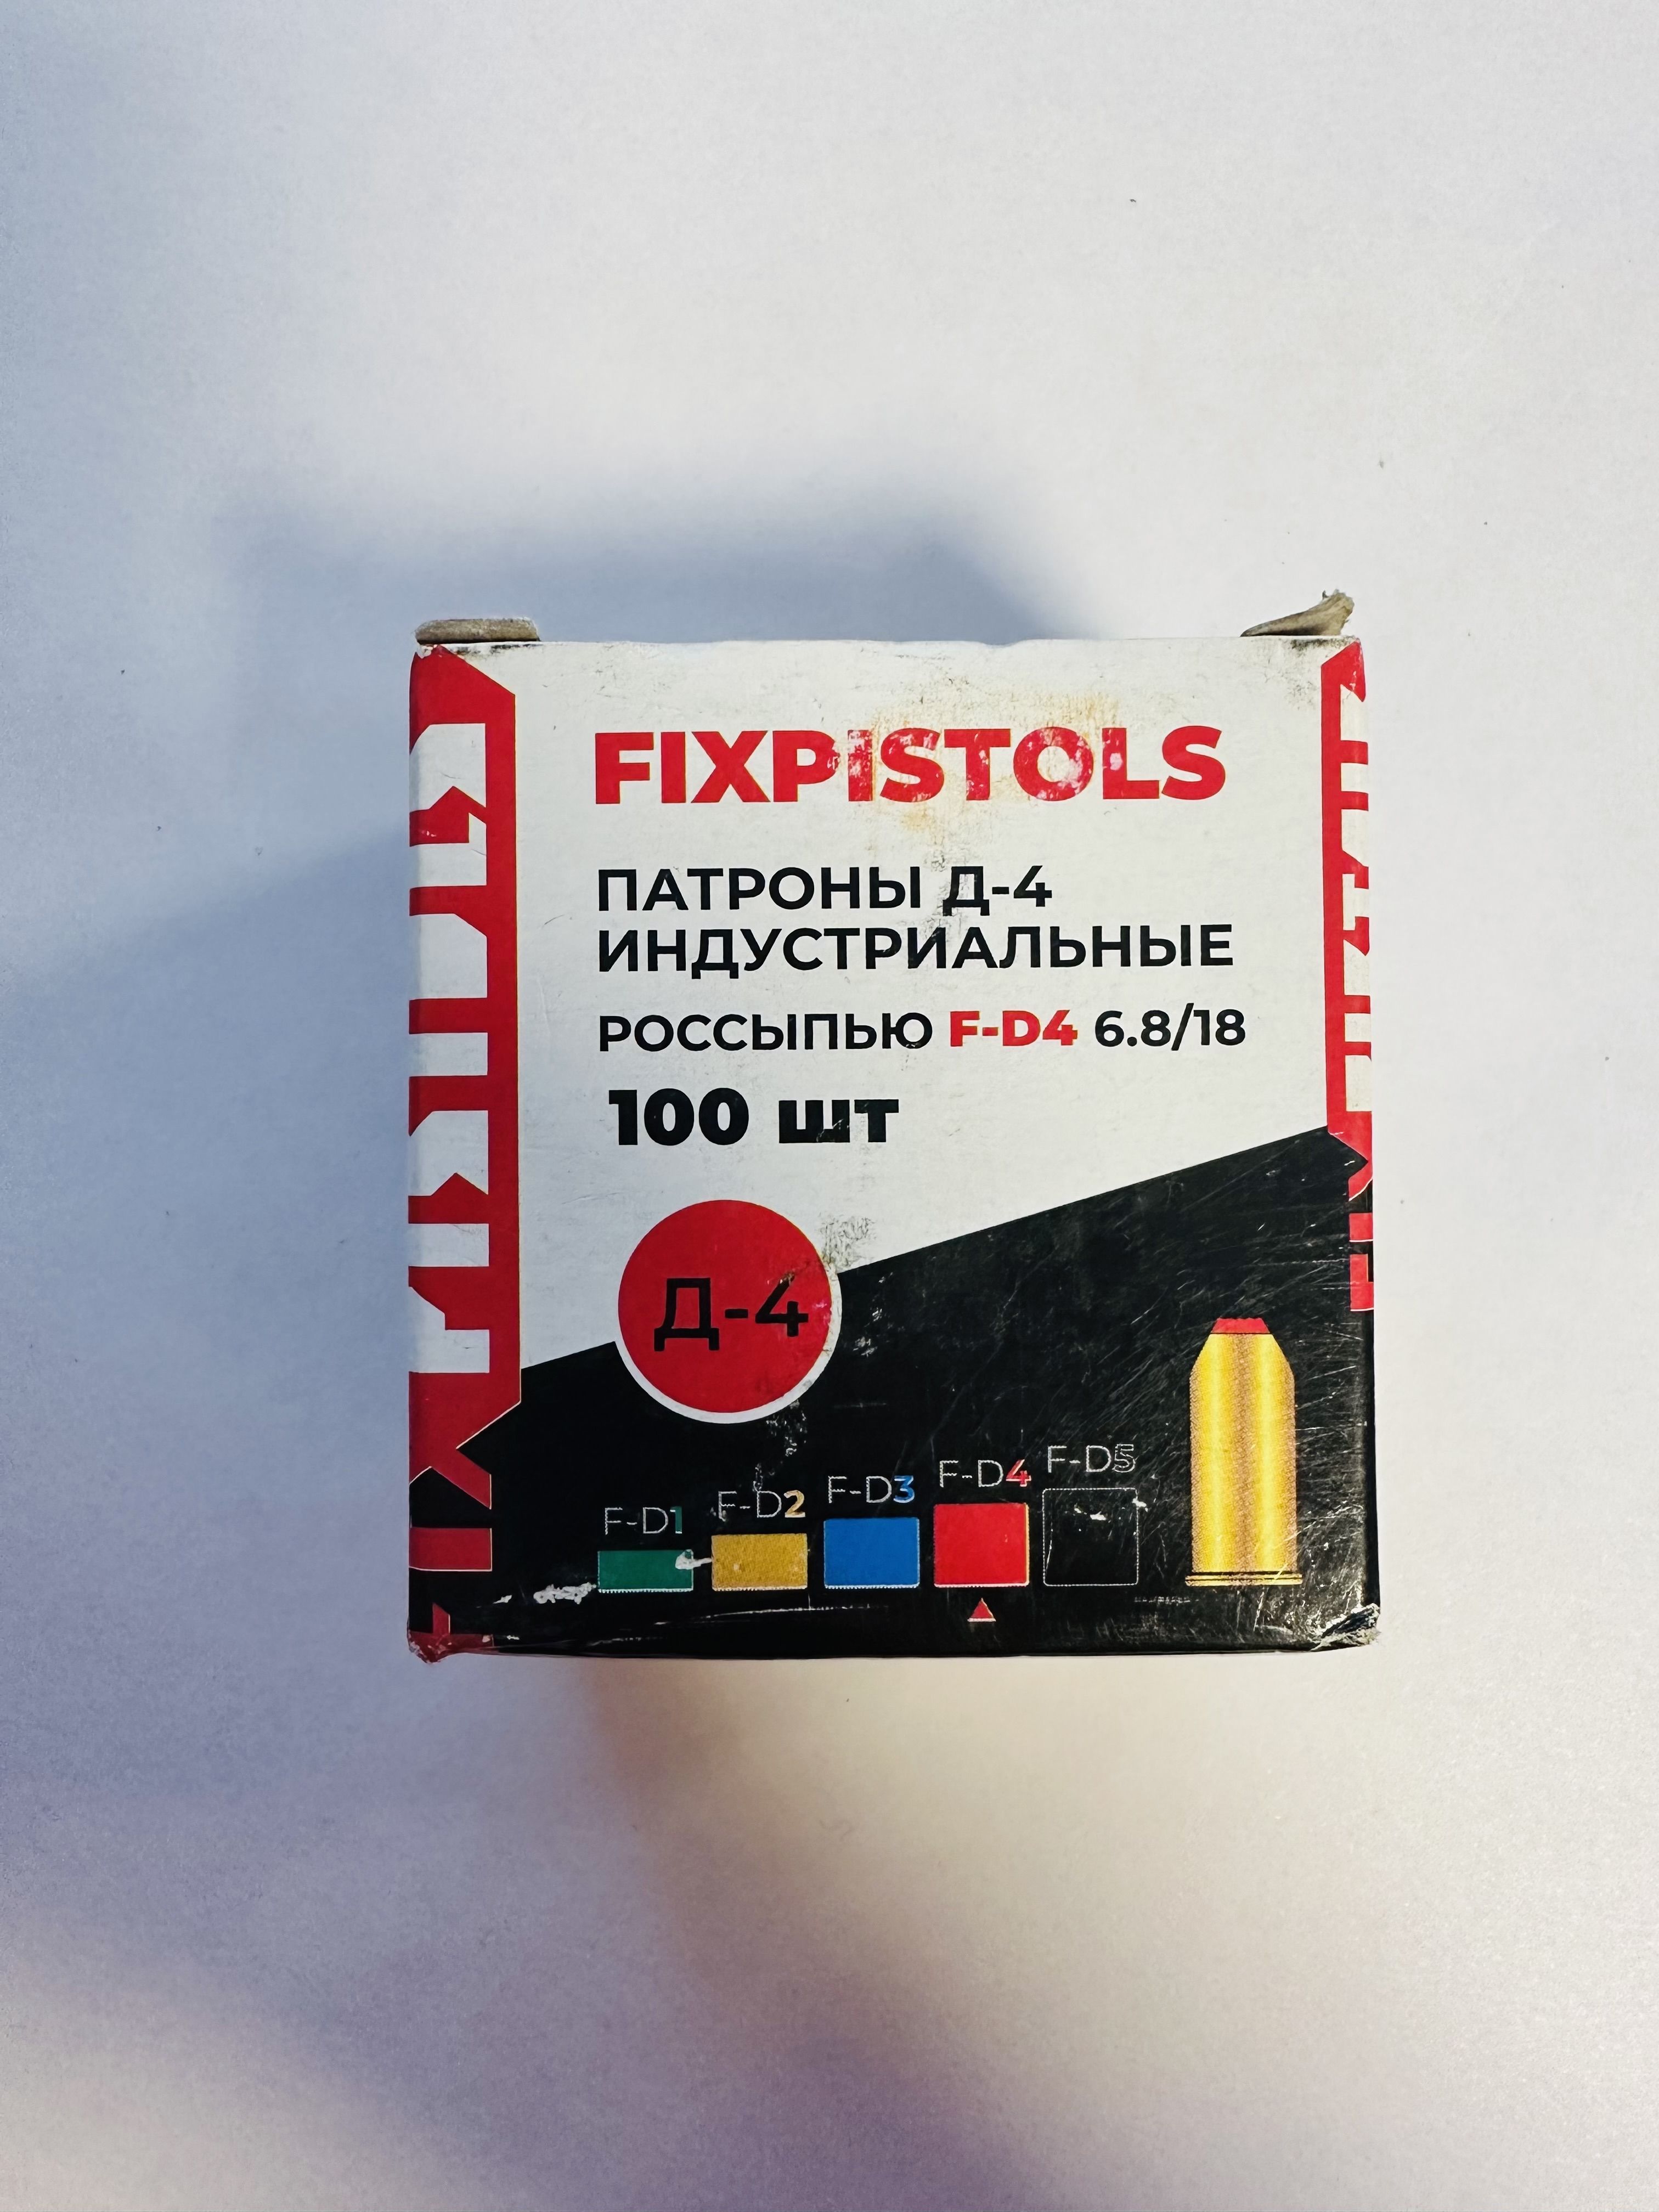 FIXPISTOLS
ПАТРОНЫ Д-4
ИНДУСТРИАЛЬНЫЕ
РОССЫПЬЮ F-D4 6.8/18
100 шт
Д-4
F-D1 F-D2 F-D3 F-D4 F-D5